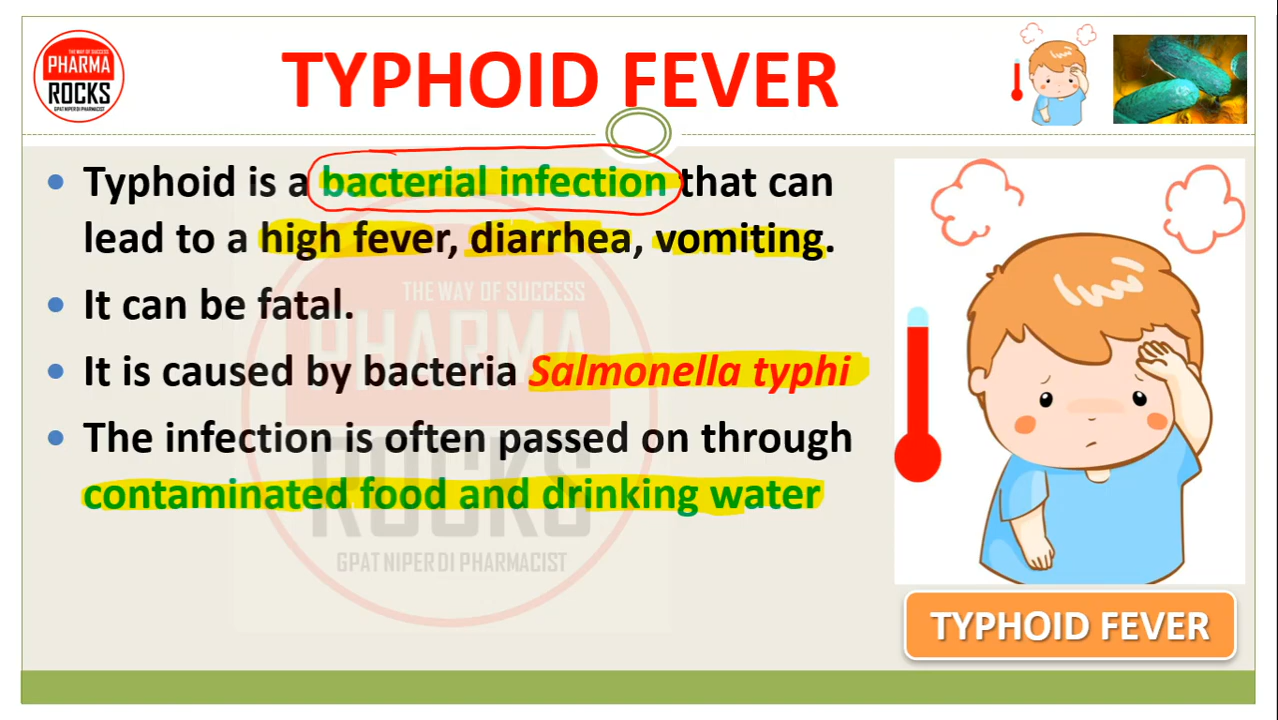 THE WAY OF SUCCESS
PHARMA
ROCKS
GPAT NIPER DI PHARMACIST
TYPHOID FEVER
• Typhoid is a bacterial infection that can
lead to a high fever, diarrhea, vomiting.
• It can be fatal.
• It is caused by bacteria Salmonella typhi
• The infection is often passed on through
contaminated food and drinking water
THE WAY OF SUCCESS
PHARMA
ROCKS
GPAT NIPER DI PHARMACIST
TYPHOID FEVER